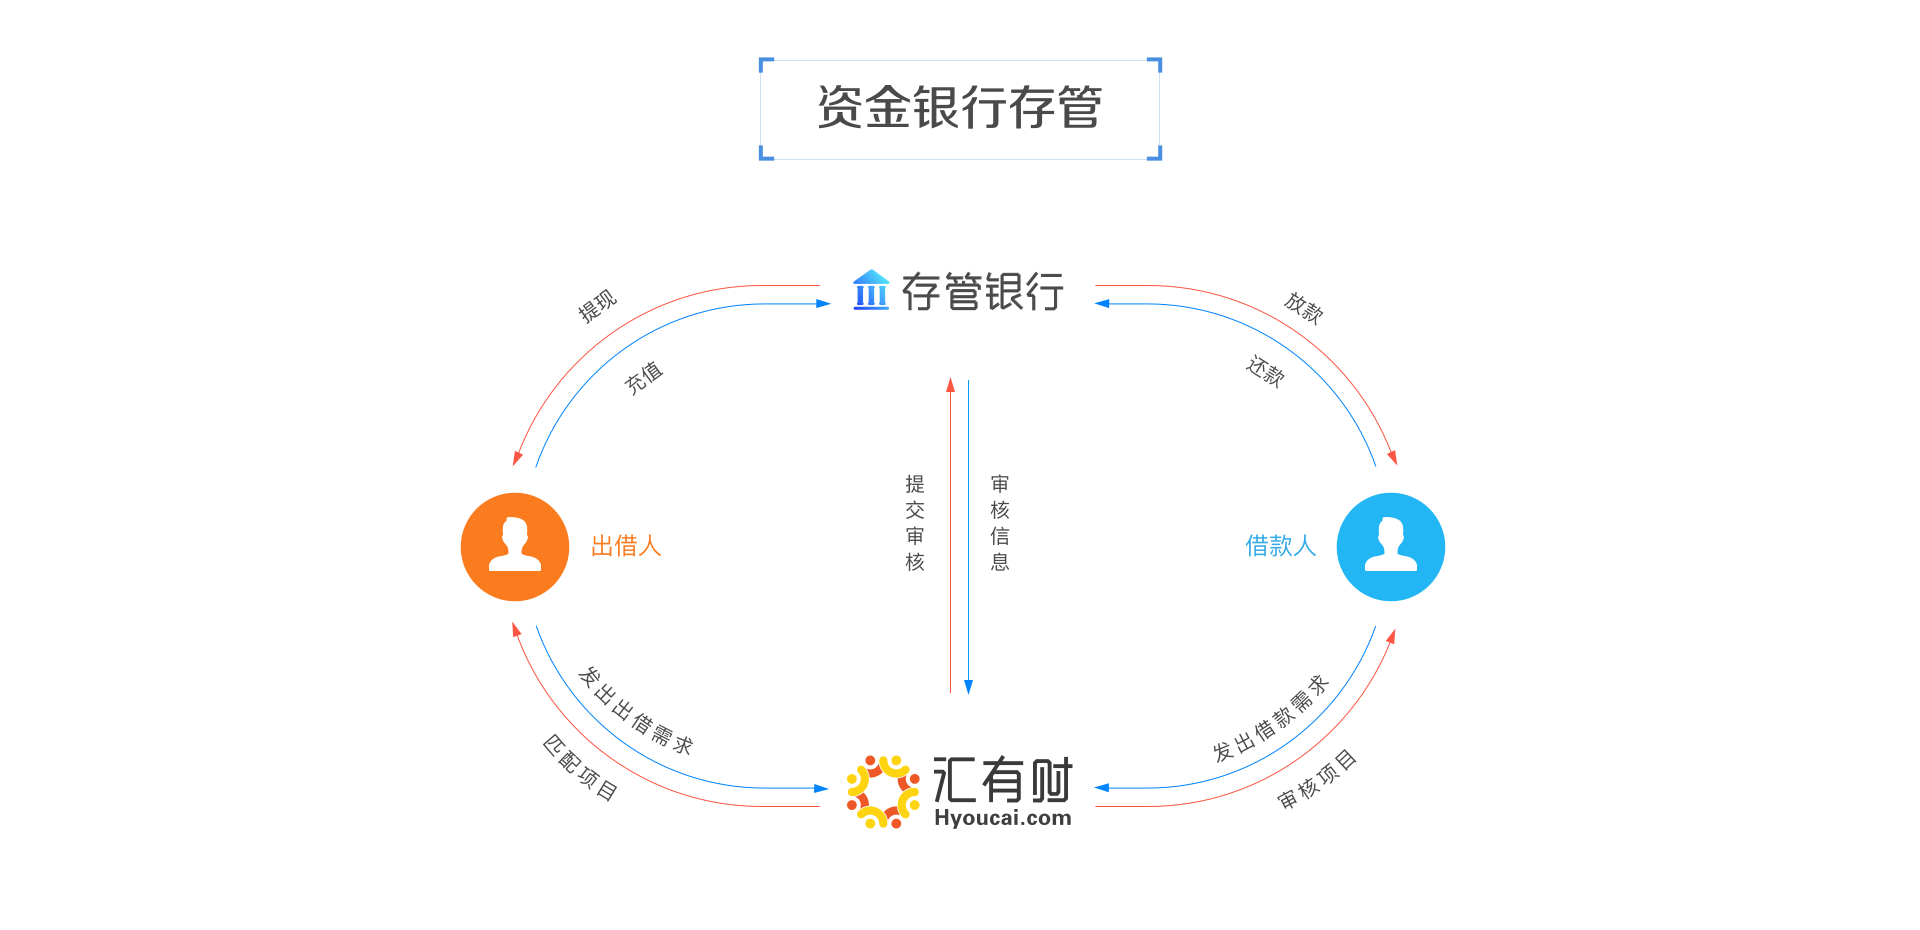 资金银行存管
存管银行
提现
充值
放款
还款
提交审核
审核信息
出借人
借款人
发出出借需求
匹配项目
发出借款需求
审核项目
汇有财
Hyoucai.com